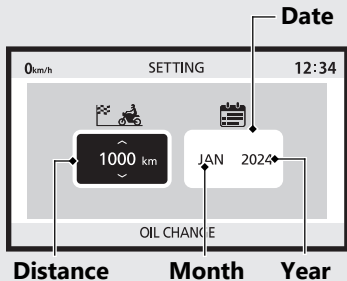 Date
0km/h SETTING 12:34
1000 km JAN 2024
OIL CHANGE
Distance Month Year